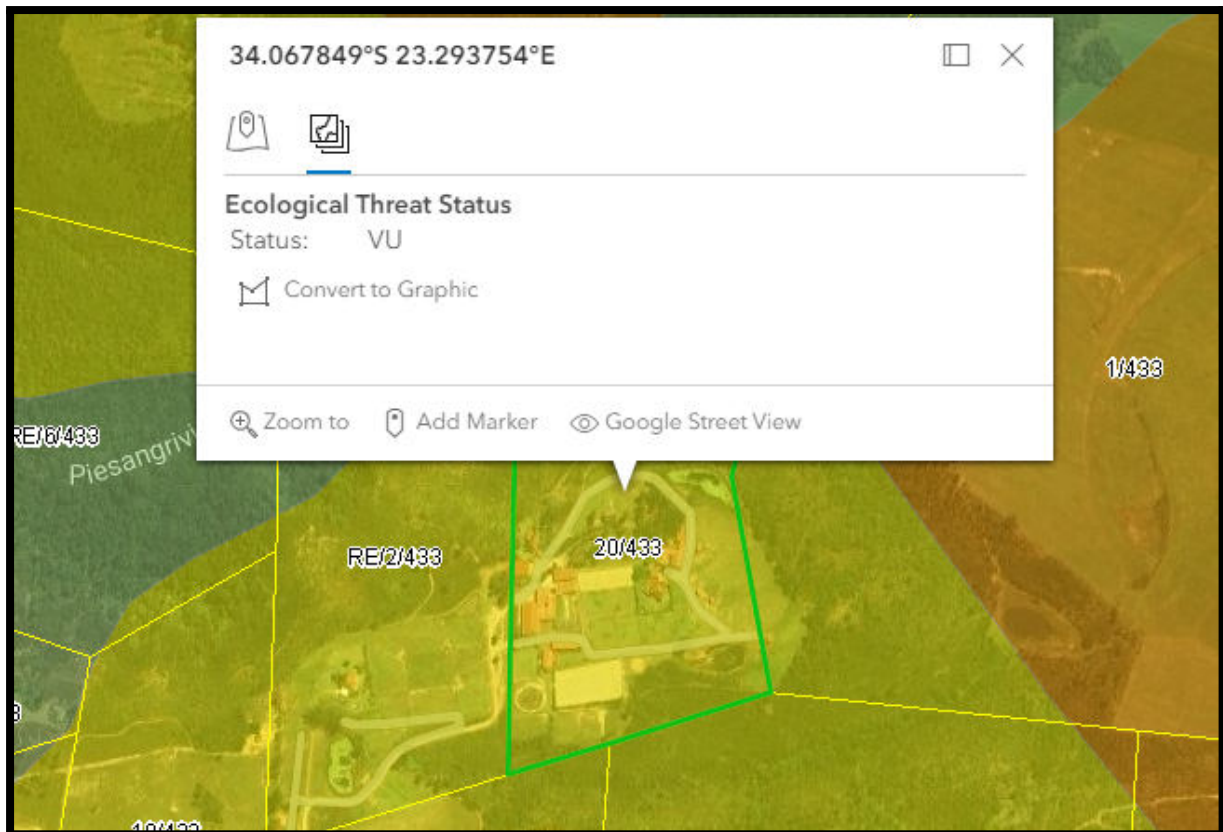 34.067849°S 23.293754°E
Ecological Threat Status
Status: VU
Convert to Graphic
Zoom to Add Marker Google Street View
1/433
RE/6/433
Piesangriv
RE/2/433
20/433